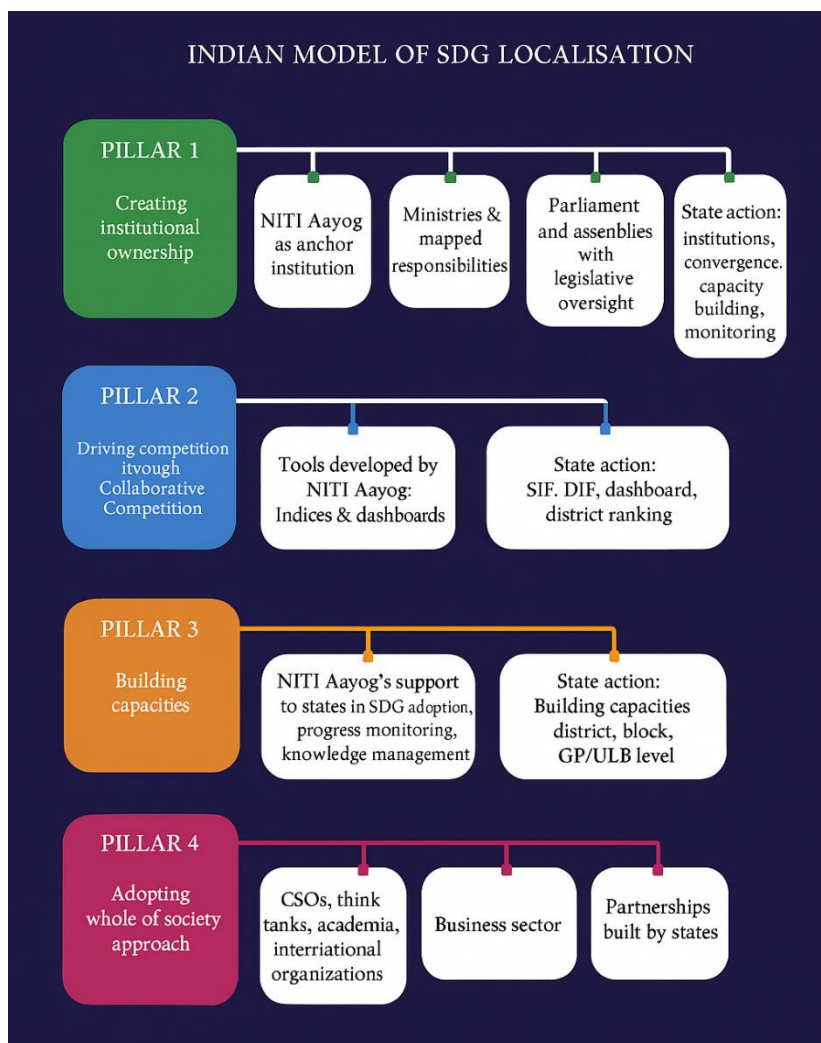 INDIAN MODEL OF SDG LOCALISATION
PILLAR 1
Creating
institutional
ownership
NITI Aayog
as anchor
institution
Ministries &
mapped
responsibilities
Parliament
and assemblies
with
legislative
oversight
State action:
institutions,
convergence.
capacity
building,
monitoring
PILLAR 2
Driving competition
itvough
Collaborative
Competition
Tools developed by
NITI Aayog:
Indices & dashboards
State action:
SIF. DIF, dashboard,
district ranking
PILLAR 3
Building
capacities
NITI Aayog's support
to states in SDG adoption,
progress monitoring,
knowledge management
State action:
Building capacities
district, block,
GP/ULB level
PILLAR 4
Adopting
whole of society
approach
CSOs, think
tanks, academia,
interriational
organizations
Business sector
Partnerships
built by states